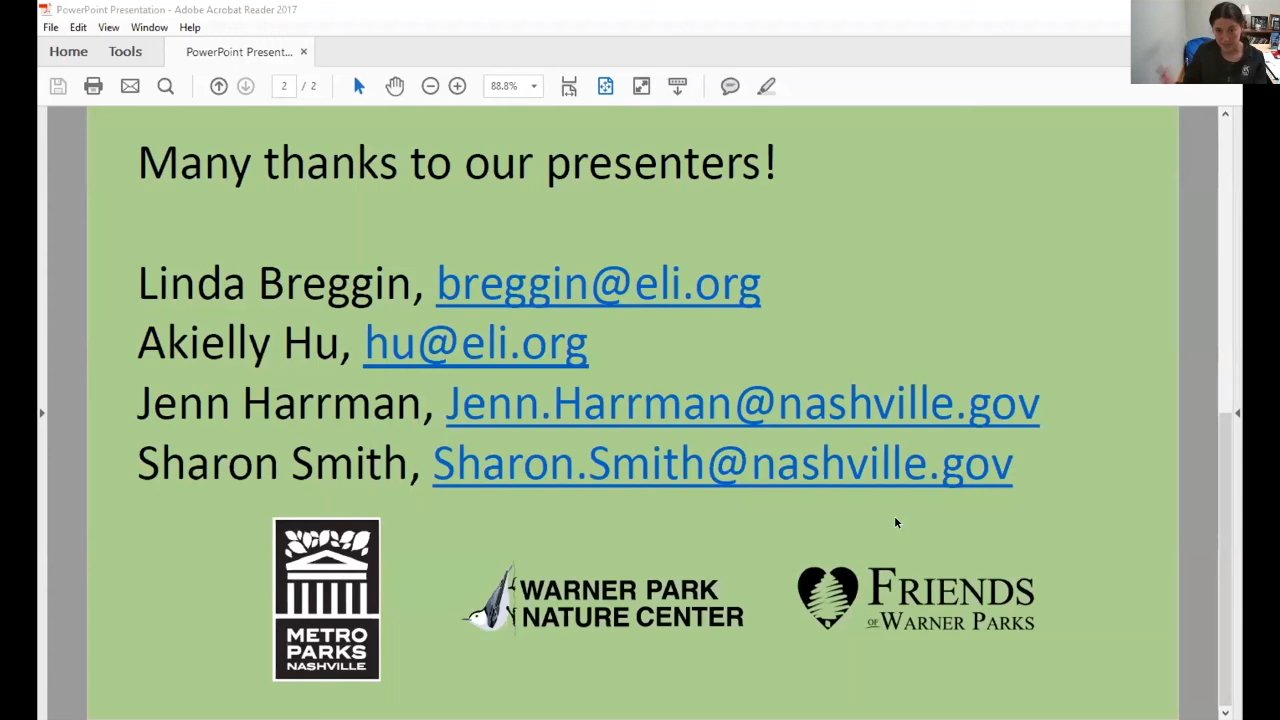 PowerPoint Presentation - Adobe Acrobat Reader 2017
File Edit View Window Help
Home Tools PowerPoint Present... ×
2 / 2 88.8%
Many thanks to our presenters!
Linda Breggin, breggin@eli.org
Akielly Hu, hu@eli.org
Jenn Harrman, Jenn.Harrman@nashville.gov
Sharon Smith, Sharon.Smith@nashville.gov
METRO
PARKS
NASHVILLE
WARNER PARK
NATURE CENTER
FRIENDS
OF WARNER PARKS